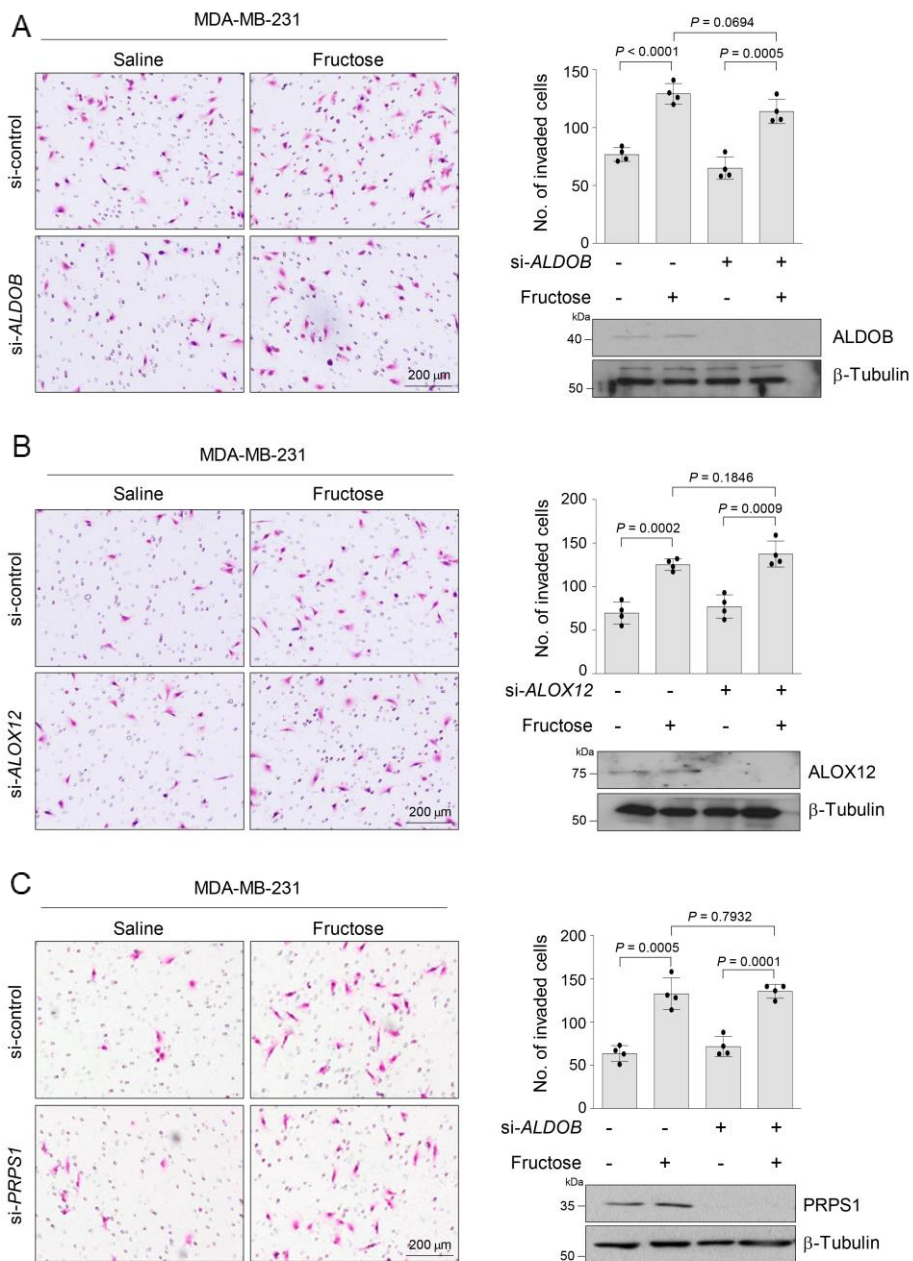 A
MDA-MB-231
Saline Fructose
si-control
si-ALDOB
200 μm
P = 0.0694
P < 0.0001 P = 0.0005
No. of invaded cells
150
100
50
0
si-ALDOB - - + +
Fructose - + - +
kDa
40 ALDOB
50 β-Tubulin
B
MDA-MB-231
Saline Fructose
si-control
si-ALOX12
200 μm
P = 0.1846
P = 0.0002 P = 0.0009
No. of invaded cells
200
150
100
50
0
si-ALOX12 - - + +
Fructose - + - +
kDa
75 ALOX12
50 β-Tubulin
C
MDA-MB-231
Saline Fructose
si-control
si-PRPS1
200 μm
P = 0.7932
P = 0.0005 P = 0.0001
No. of invaded cells
200
150
100
50
0
si-ALDOB - - + +
Fructose - + - +
kDa
35 PRPS1
50 β-Tubulin